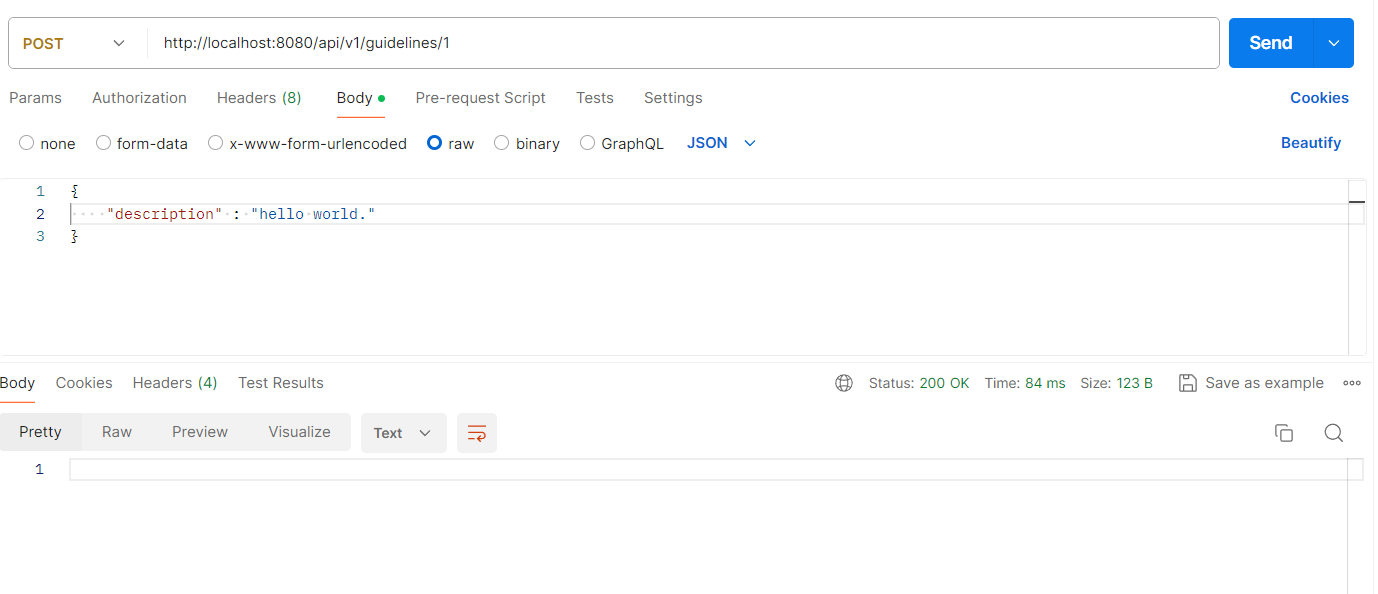 POST http://localhost:8080/api/v1/guidelines/1 Send
Params Authorization Headers (8) Body Pre-request Script Tests Settings Cookies
none form-data x-www-form-urlencoded raw binary GraphQL JSON Beautify
1 {
2 ····"description"·:·"hello·world."
3 }
Body Cookies Headers (4) Test Results Status: 200 OK Time: 84 ms Size: 123 B Save as example
Pretty Raw Preview Visualize Text
1